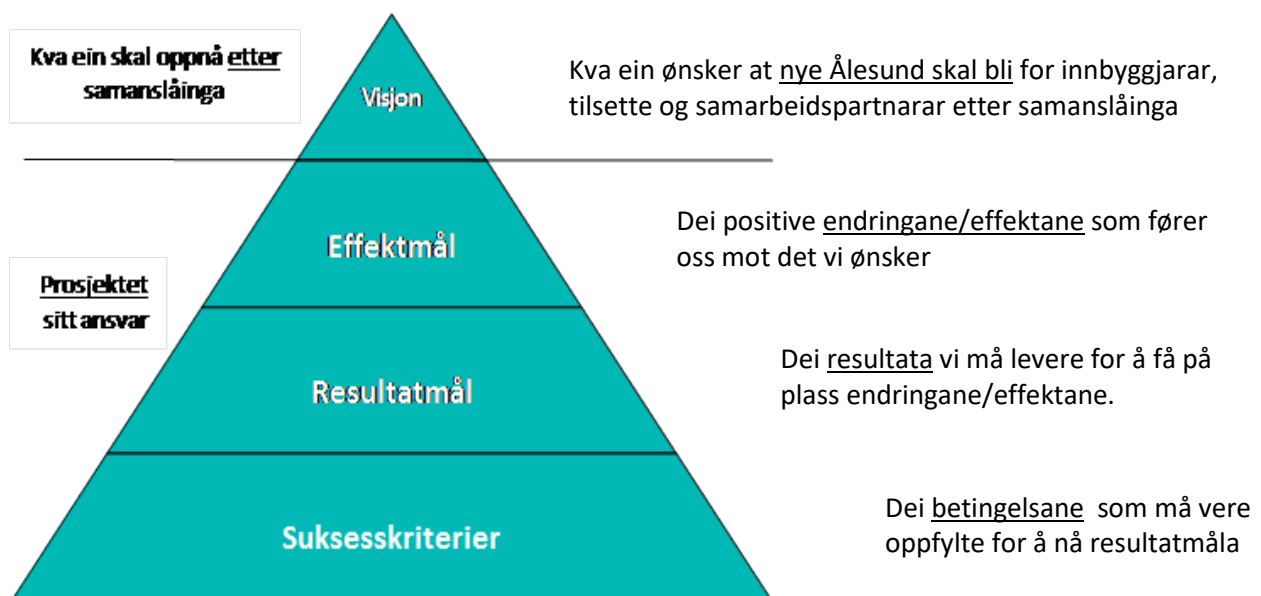 Kva ein skal oppnå etter
samanslåinga
Visjon
Kva ein ønsker at nye Ålesund skal bli for innbyggjarar,
tilsette og samarbeidspartnarar etter samanslåinga
Effektmål
Dei positive endringane/effektane som fører
oss mot det vi ønsker
Prosjektet
sitt ansvar
Resultatmål
Dei resultata vi må levere for å få på
plass endringane/effektane.
Suksesskriterier
Dei betingelsane som må vere
oppfylte for å nå resultatmåla